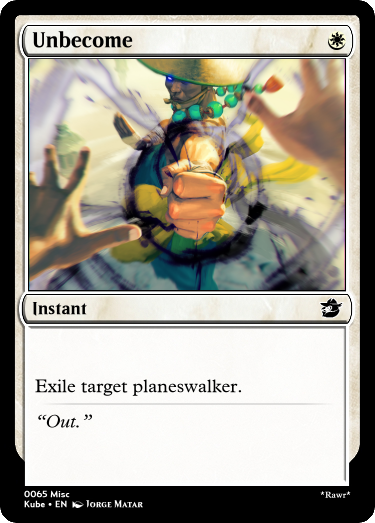 Unbecome
Instant
Exile target planeswalker.
“Out.”
0065 Misc
Kube • EN Jorge Matar
*Rawr*